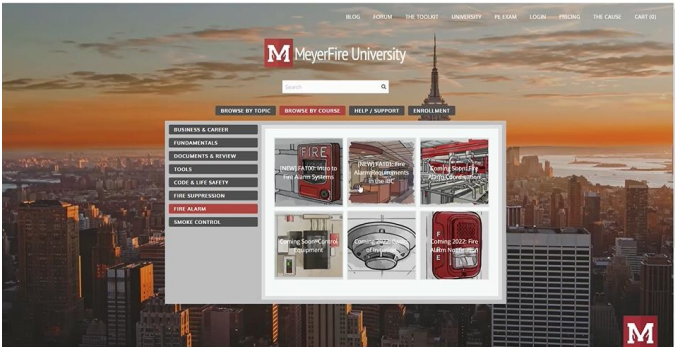 BLOG FORUM THE TOOLKIT UNIVERSITY PE EXAM LOGIN PRICING THE CAUSE CART (0)
M MeyerFire University
Search
BROWSE BY TOPIC BROWSE BY COURSE HELP / SUPPORT ENROLLMENT
BUSINESS & CAREER
FUNDAMENTALS
DOCUMENTS & REVIEW
TOOLS
CODE & LIFE SAFETY
FIRE SUPPRESSION
FIRE ALARM
SMOKE CONTROL
FIRE
[NEW] FA100: Intro to
Fire Alarm Systems
[NEW] FA101: Fire
Alarm Requirements
in the IBC
Coming Soon: Fire
Alarm
Coming Soon: Control
Equipment
Coming 2022:
FIRE
Coming 2022: Fire
Alarm Notification
M